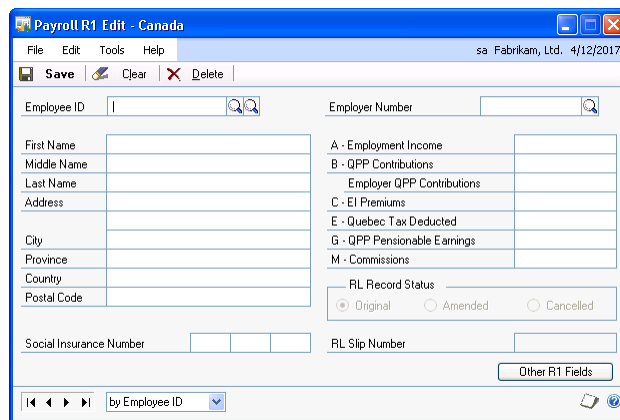 Payroll R1 Edit - Canada
File Edit Tools Help sa Fabrikam, Ltd. 4/12/2017
Save Clear Delete
Employee ID Employer Number
First Name A - Employment Income
Middle Name B - QPP Contributions
Last Name Employer QPP Contributions
Address C - EI Premiums
E - Quebec Tax Deducted
City G - QPP Pensionable Earnings
Province M - Commissions
Country RL Record Status
Postal Code Original Amended Cancelled
Social Insurance Number RL Slip Number
Other R1 Fields
by Employee ID